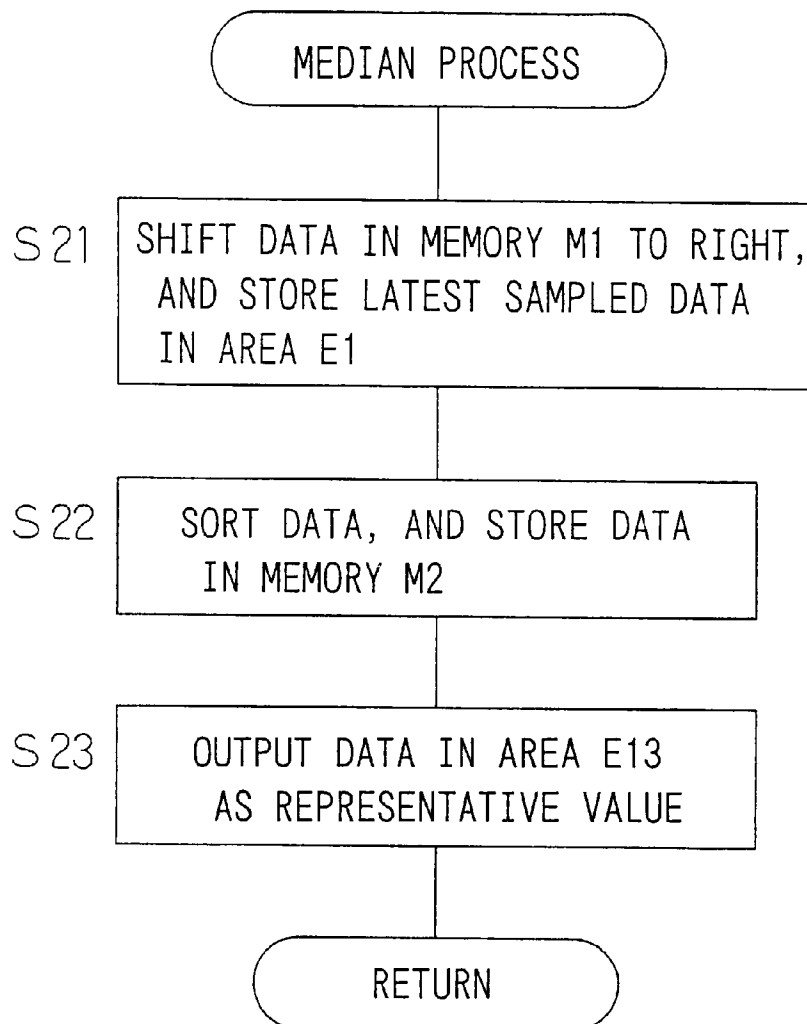 MEDIAN PROCESS
S21
SHIFT DATA IN MEMORY M1 TO RIGHT,
AND STORE LATEST SAMPLED DATA
IN AREA E1
S22
SORT DATA, AND STORE DATA
IN MEMORY M2
S23
OUTPUT DATA IN AREA E13
AS REPRESENTATIVE VALUE
RETURN